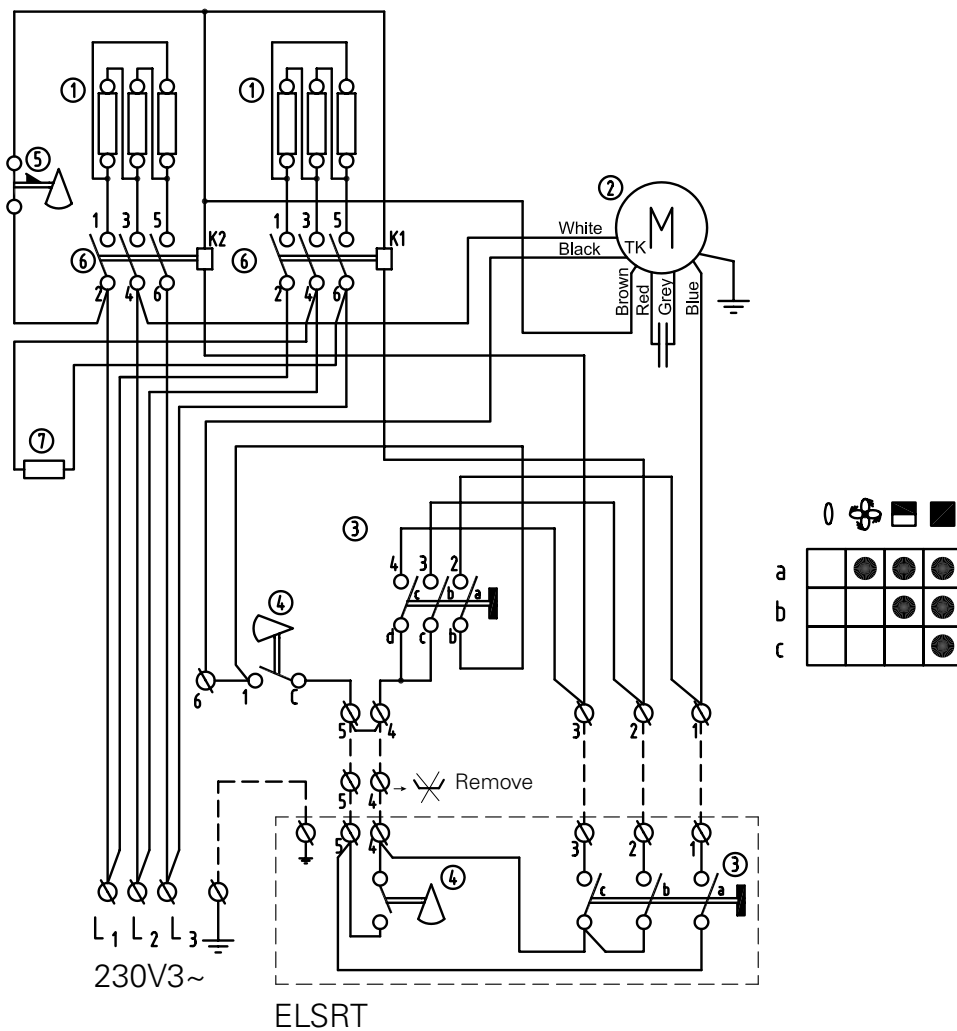 1 1
5
2
1 3 5 K2 1 3 5 K1
White
Black TK M
6 6
2 4 6 2 4 6
Brown Red Grey Blue
7
3
4 3 2
c b a
4
d c b
6 1 C
5 4 3 2 1
5 4 → Remove
5 4 3 2 1
4 c b a 3
L1 L2 L3
230V3~
ELSRT
a
b
c